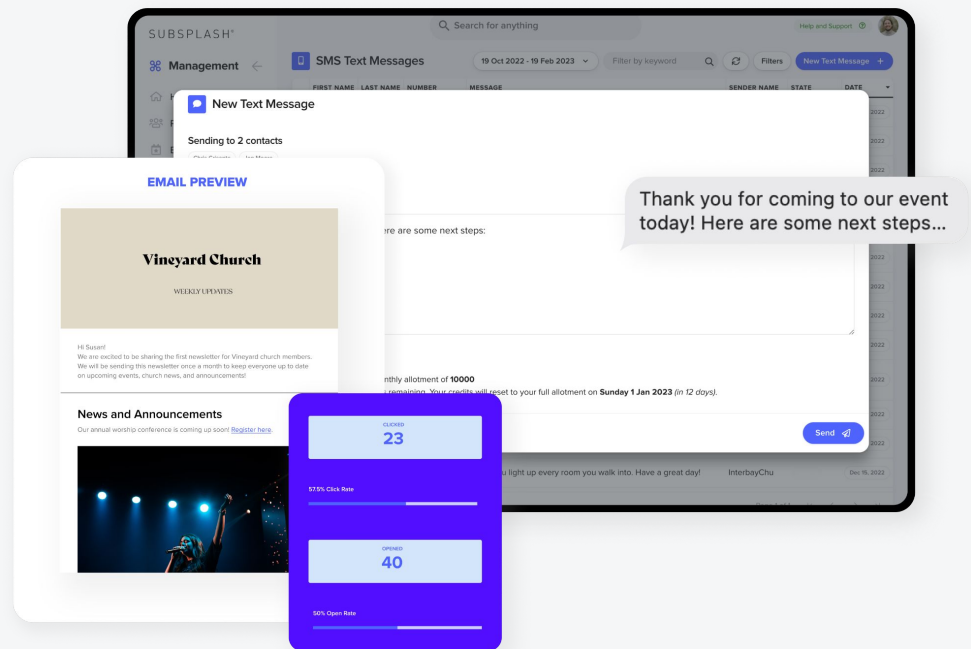 SUBSPLASH®
Search for anything
Help and Support
Management
SMS Text Messages
19 Oct 2022 - 19 Feb 2023
Filter by keyword
Filters
New Text Message +
FIRST NAME LAST NAME NUMBER MESSAGE SENDER NAME STATE DATE
New Text Message
Sending to 2 contacts
Thank you for coming to our event
today! Here are some next steps...
ere are some next steps:
nthly allotment of 10000
remaining. Your credits will reset to your full allotment on Sunday 1 Jan 2023 (in 12 days).
Send
u light up every room you walk into. Have a great day! InterbayChu Dec 15, 2022
EMAIL PREVIEW
Vineyard Church
WEEKLY UPDATES
Hi Susan!
We are excited to be sharing the first newsletter for Vineyard church members.
We will be sending this newsletter once a month to keep everyone up to date
on upcoming events, church news, and announcements!
News and Announcements
Our annual worship conference is coming up soon! Register here.
CLICKED
23
57.5% Click Rate
OPENED
40
50% Open Rate